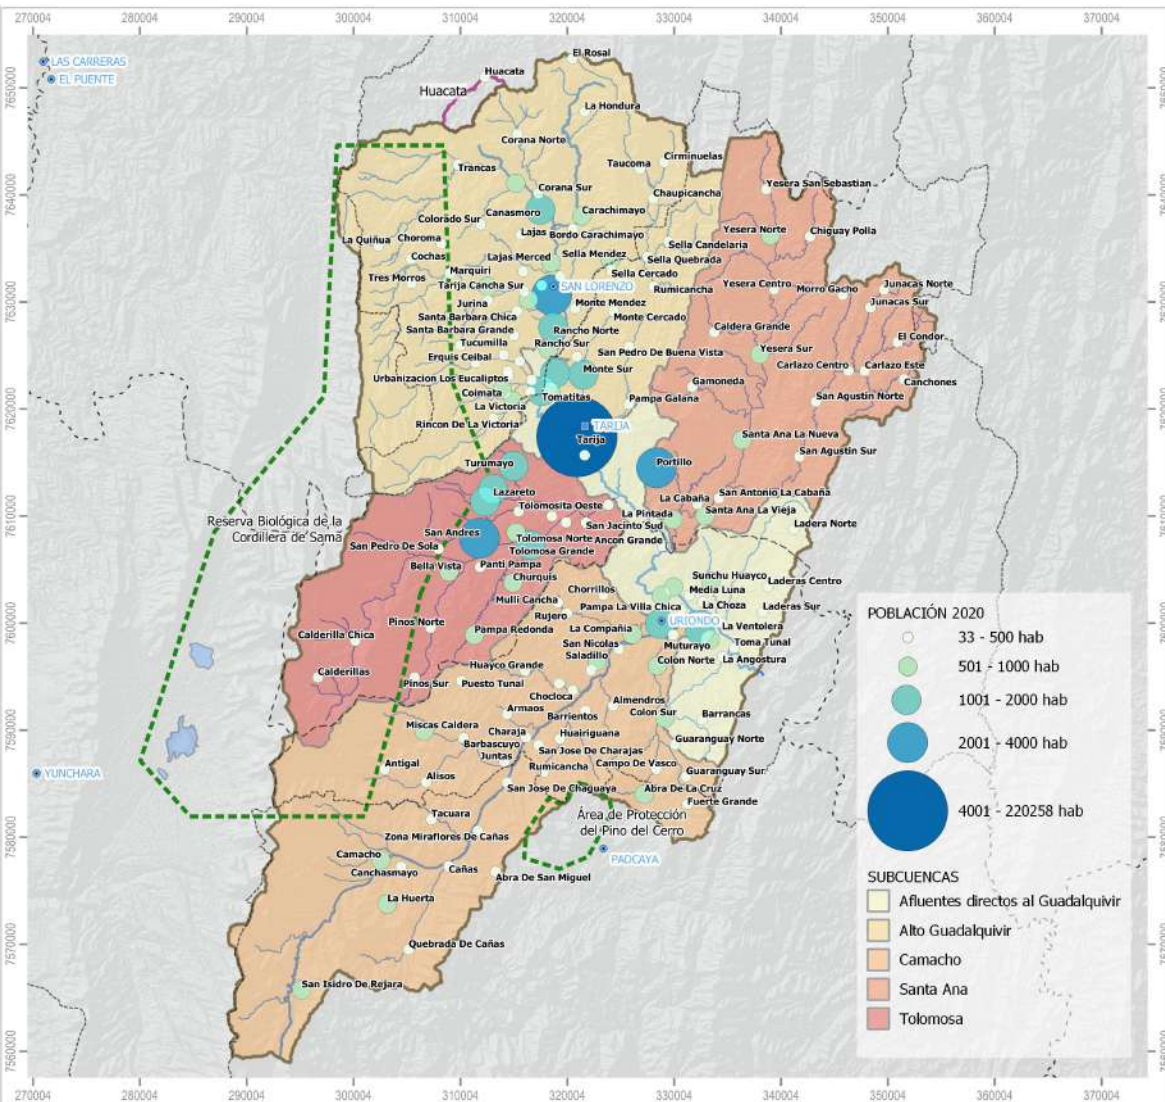 270004 280004 290004 300004 310004 320004 330004 340004 350004 360004 370004
7650000
7640000
7630000
7620000
7610000
7600000
7590000
7580000
7570000
7560000
LAS CARRERAS
EL PUENTE
El Rosal
Huacata
Huacata
La Hondura
Corana Norte
Trancas
Taucoma
Cirminuelas
Corana Sur
Chaupicancha
Yesera San Sebastian
Colorado Sur
Canasmoro
Carachimayo
La Quiñua
Choroma
Lajas
Bordo Carachimayo
Yesera Norte
Chiguay Polla
Cochas
Lajas Merced
Sella Mendez
Sella Candelaria
Sella Quebrada
Tres Morros
Marquiri
Sella Cercado
Tarija Cancha Sur
SAN LORENZO
Rumicancha
Yesera Centro
Morro Gacho
Junacas Norte
Junacas Sur
Jurina
Monte Mendez
Santa Barbara Chica
Monte Cercado
Santa Barbara Grande
Rancho Norte
Caldera Grande
El Condor
Tucumilla
Rancho Sur
San Pedro De Buena Vista
Yesera Sur
Erquis Ceibal
Monte Sur
Carlazo Centro
Carlazo Este
Urbanizacion Los Eucaliptos
Gamoneda
Canchones
Coimata
Tomatitas
Pampa Galana
San Agustin Norte
La Victoria
Rincon De La Victoria
TARIJA
Tarija
Santa Ana La Nueva
San Agustin Sur
Turumayo
Portillo
Lazareto
La Cabaña
San Antonio La Cabaña
Tolomosita Oeste
La Pintada
Santa Ana La Vieja
Reserva Biológica de la
Cordillera de Sama
San Andres
San Jacinto Sud
Ladera Norte
San Pedro De Sola
Tolomosa Norte
Ancon Grande
Tolomosa Grande
Bella Vista
Panti Pampa
Churquis
Sunchu Huayco
Laderas Centro
Chorrillos
Media Luna
Mulli Cancha
Pampa La Villa Chica
La Choza
Laderas Sur
Rujero
Pinos Norte
Pampa Redonda
La Compañia
URIONDO
La Ventolera
Calderilla Chica
San Nicolas
Muturayo
Toma Tunal
Saladillo
Colon Norte
La Angostura
Calderillas
Huayco Grande
Pinos Sur
Puesto Tunal
Chocloca
Almendros
Armaos
Barrientos
Colon Sur
Barrancas
Miscas Caldera
Charaja
Huairiguana
Guaranguay Norte
Barbascuyo
San Jose De Charajas
Juntas
Antigal
Rumicancha
Campo De Vasco
Guaranguay Sur
Alisos
San Jose De Chaguaya
Abra De La Cruz
Fuerte Grande
YUNCHARA
Tacuara
Área de Protección
del Pino del Cerro
Zona Miraflores De Cañas
PADCAYA
Camacho
Canchasmayo
Cañas
Abra De San Miguel
La Huerta
Quebrada De Cañas
San Isidro De Rejara
POBLACIÓN 2020
33 - 500 hab
501 - 1000 hab
1001 - 2000 hab
2001 - 4000 hab
4001 - 220258 hab
SUBCUENCAS
Afluentes directos al Guadalquivir
Alto Guadalquivir
Camacho
Santa Ana
Tolomosa
270004 280004 290004 300004 310004 320004 330004 340004 350004 360004 370004